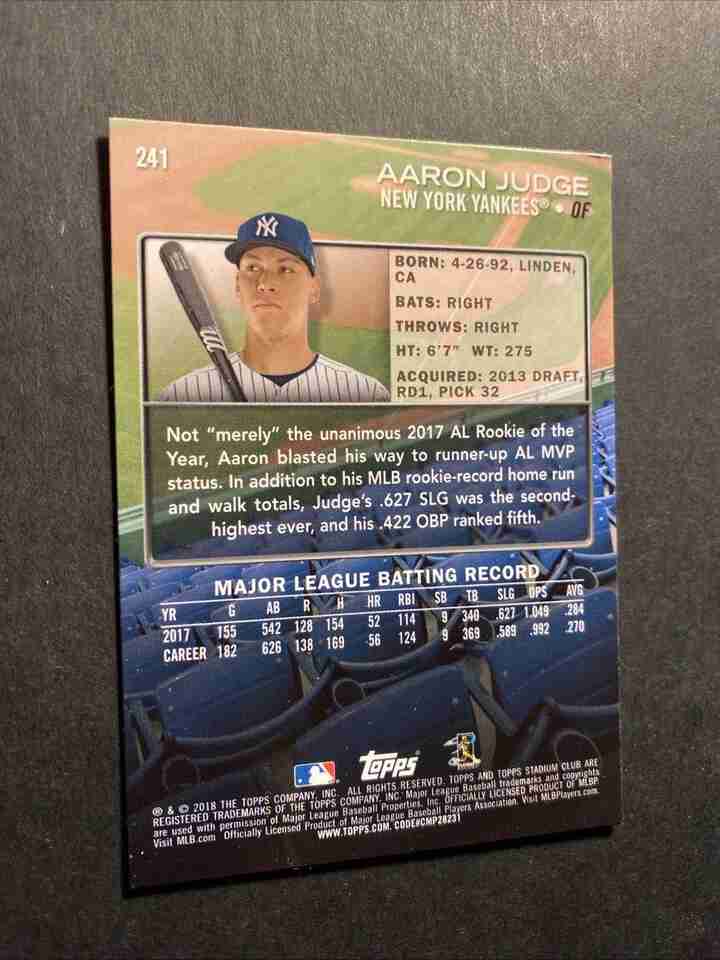 241
AARON JUDGE
NEW YORK YANKEES® • OF
NY
BORN: 4-26-92, LINDEN,
CA
BATS: RIGHT
THROWS: RIGHT
HT: 6'7" WT: 275
ACQUIRED: 2013 DRAFT,
RD1, PICK 32
Not "merely" the unanimous 2017 AL Rookie of the
Year, Aaron blasted his way to runner-up AL MVP
status. In addition to his MLB rookie-record home run
and walk totals, Judge's .627 SLG was the second-
highest ever, and his .422 OBP ranked fifth.
MAJOR LEAGUE BATTING RECORD
YR G AB R H HR RBI SB TB SLG OPS AVG
2017 155 542 128 154 52 114 9 340 .627 1.049 .284
CAREER 182 626 138 169 56 124 9 369 .589 .992 .270
Topps
® & © 2018 THE TOPPS COMPANY, INC. ALL RIGHTS RESERVED. TOPPS AND TOPPS STADIUM CLUB ARE
REGISTERED TRADEMARKS OF THE TOPPS COMPANY, INC. Major League Baseball trademarks and copyrights
are used with permission of Major League Baseball Properties, Inc. OFFICIALLY LICENSED PRODUCT OF MLBP.
Visit MLB.com Officially Licensed Product of Major League Baseball Players Association. Visit MLBPlayers.com.
WWW.TOPPS.COM. CODE#CMP28231